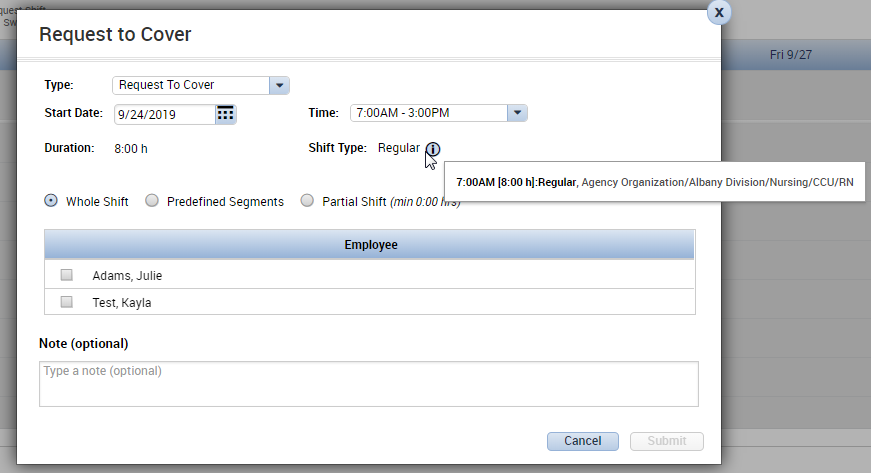 quest Shift
Sw
X
Request to Cover
Fri 9/27
Type: Request To Cover
Start Date: 9/24/2019 Time: 7:00AM - 3:00PM
Duration: 8:00 h Shift Type: Regular i
7:00AM [8:00 h]:Regular, Agency Organization/Albany Division/Nursing/CCU/RN
Whole Shift Predefined Segments Partial Shift (min 0:00 hrs)
Employee
Adams, Julie
Test, Kayla
Note (optional)
Type a note (optional)
Cancel Submit